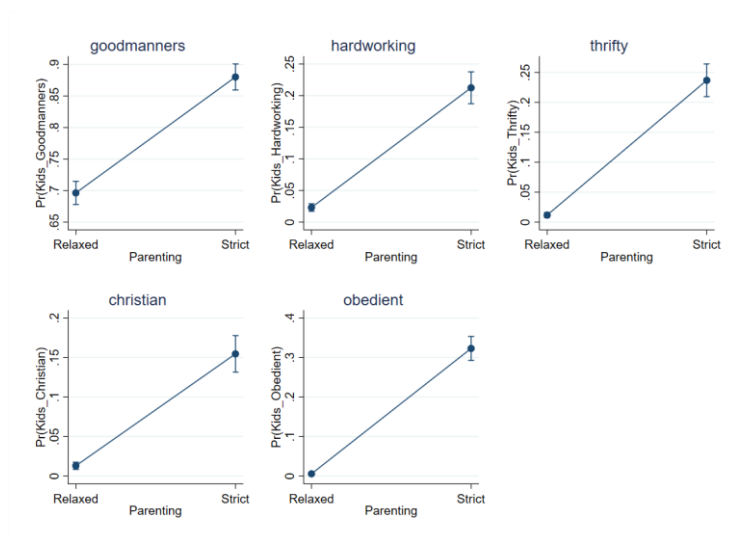 goodmanners
Pr(Kids_Goodmanners)
.65 .7 .75 .8 .85 .9
Relaxed Strict
Parenting
hardworking
Pr(Kids_Hardworking)
0 .05 .1 .15 .2 .25
Relaxed Strict
Parenting
thrifty
Pr(Kids_Thrifty)
0 .05 .1 .15 .2 .25
Relaxed Strict
Parenting
christian
Pr(Kids_Christian)
0 .05 .1 .15 .2
Relaxed Strict
Parenting
obedient
Pr(Kids_Obedient)
0 .1 .2 .3 .4
Relaxed Strict
Parenting